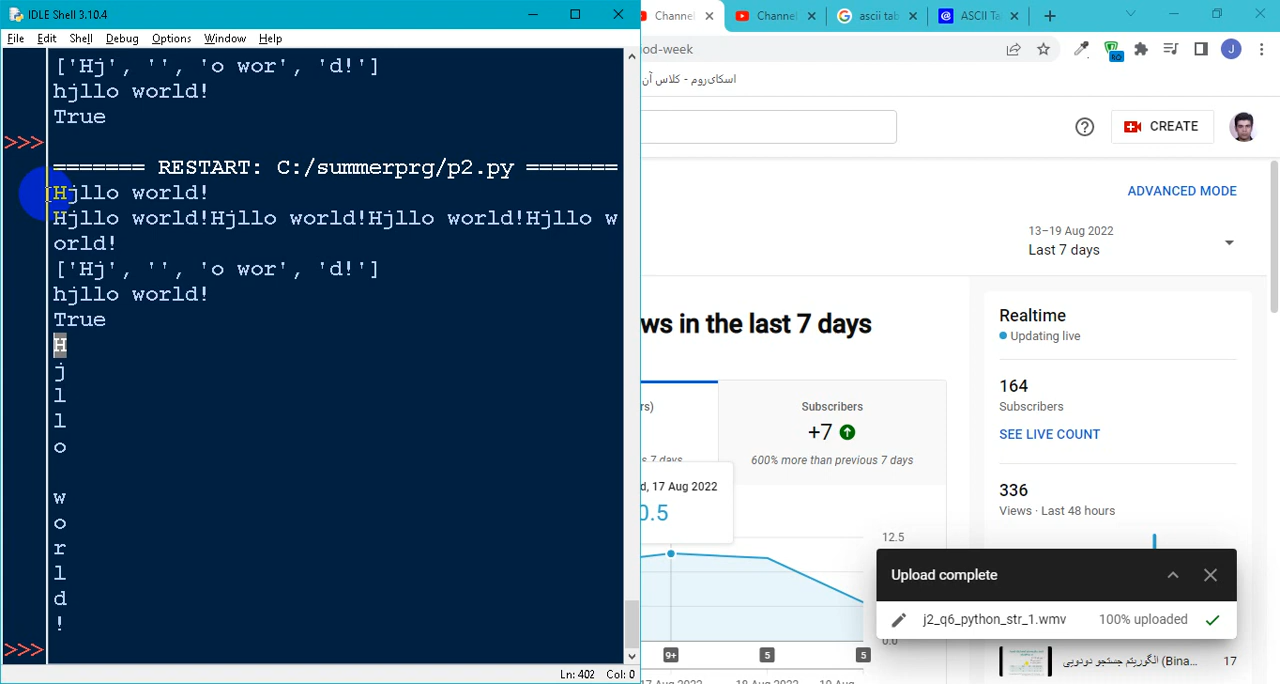 IDLE Shell 3.10.4
File Edit Shell Debug Options Window Help
['Hj', '', 'o wor', 'd!']
hjllo world!
True
>>>
======= RESTART: C:/summerprg/p2.py =======
Hjllo world!
Hjllo world!Hjllo world!Hjllo world!Hjllo w
orld!
['Hj', '', 'o wor', 'd!']
hjllo world!
True
H
j
l
l
o
w
o
r
l
d
!
>>>
Ln: 402 Col: 0
Channel
Channel
ascii tab
ASCII Ta
od-week
RO
J
اسکای‌روم - کلاس آن
CREATE
ADVANCED MODE
13–19 Aug 2022
Last 7 days
ws in the last 7 days
rs)
Subscribers
+7
s 7 days
600% more than previous 7 days
d, 17 Aug 2022
0.5
12.5
0.0
9+
5
5
17 Aug 2022
18 Aug 2022
19 Aug
Realtime
Updating live
164
Subscribers
SEE LIVE COUNT
336
Views · Last 48 hours
Upload complete
j2_q6_python_str_1.wmv 100% uploaded
الگوریتم جستجو دودویی (Bina...
17